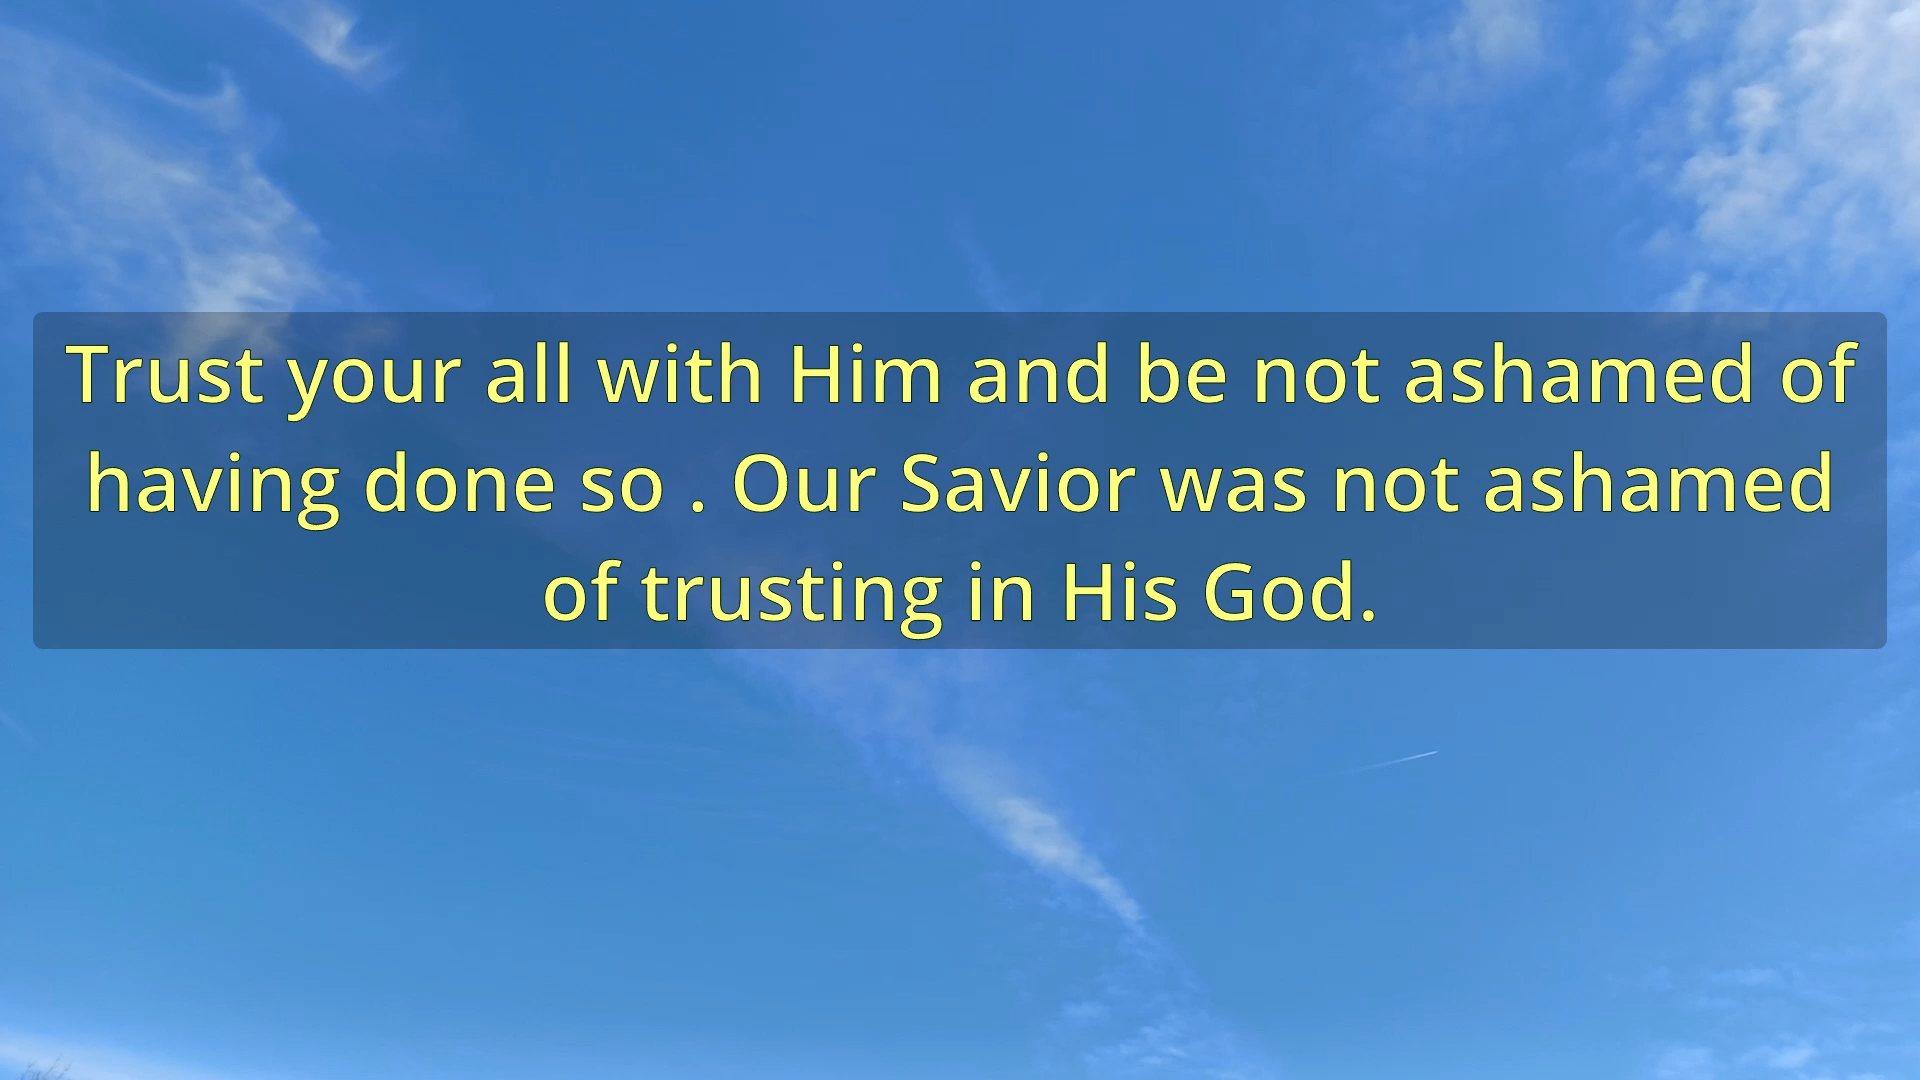 Trust your all with Him and be not ashamed of
having done so . Our Savior was not ashamed
of trusting in His God.